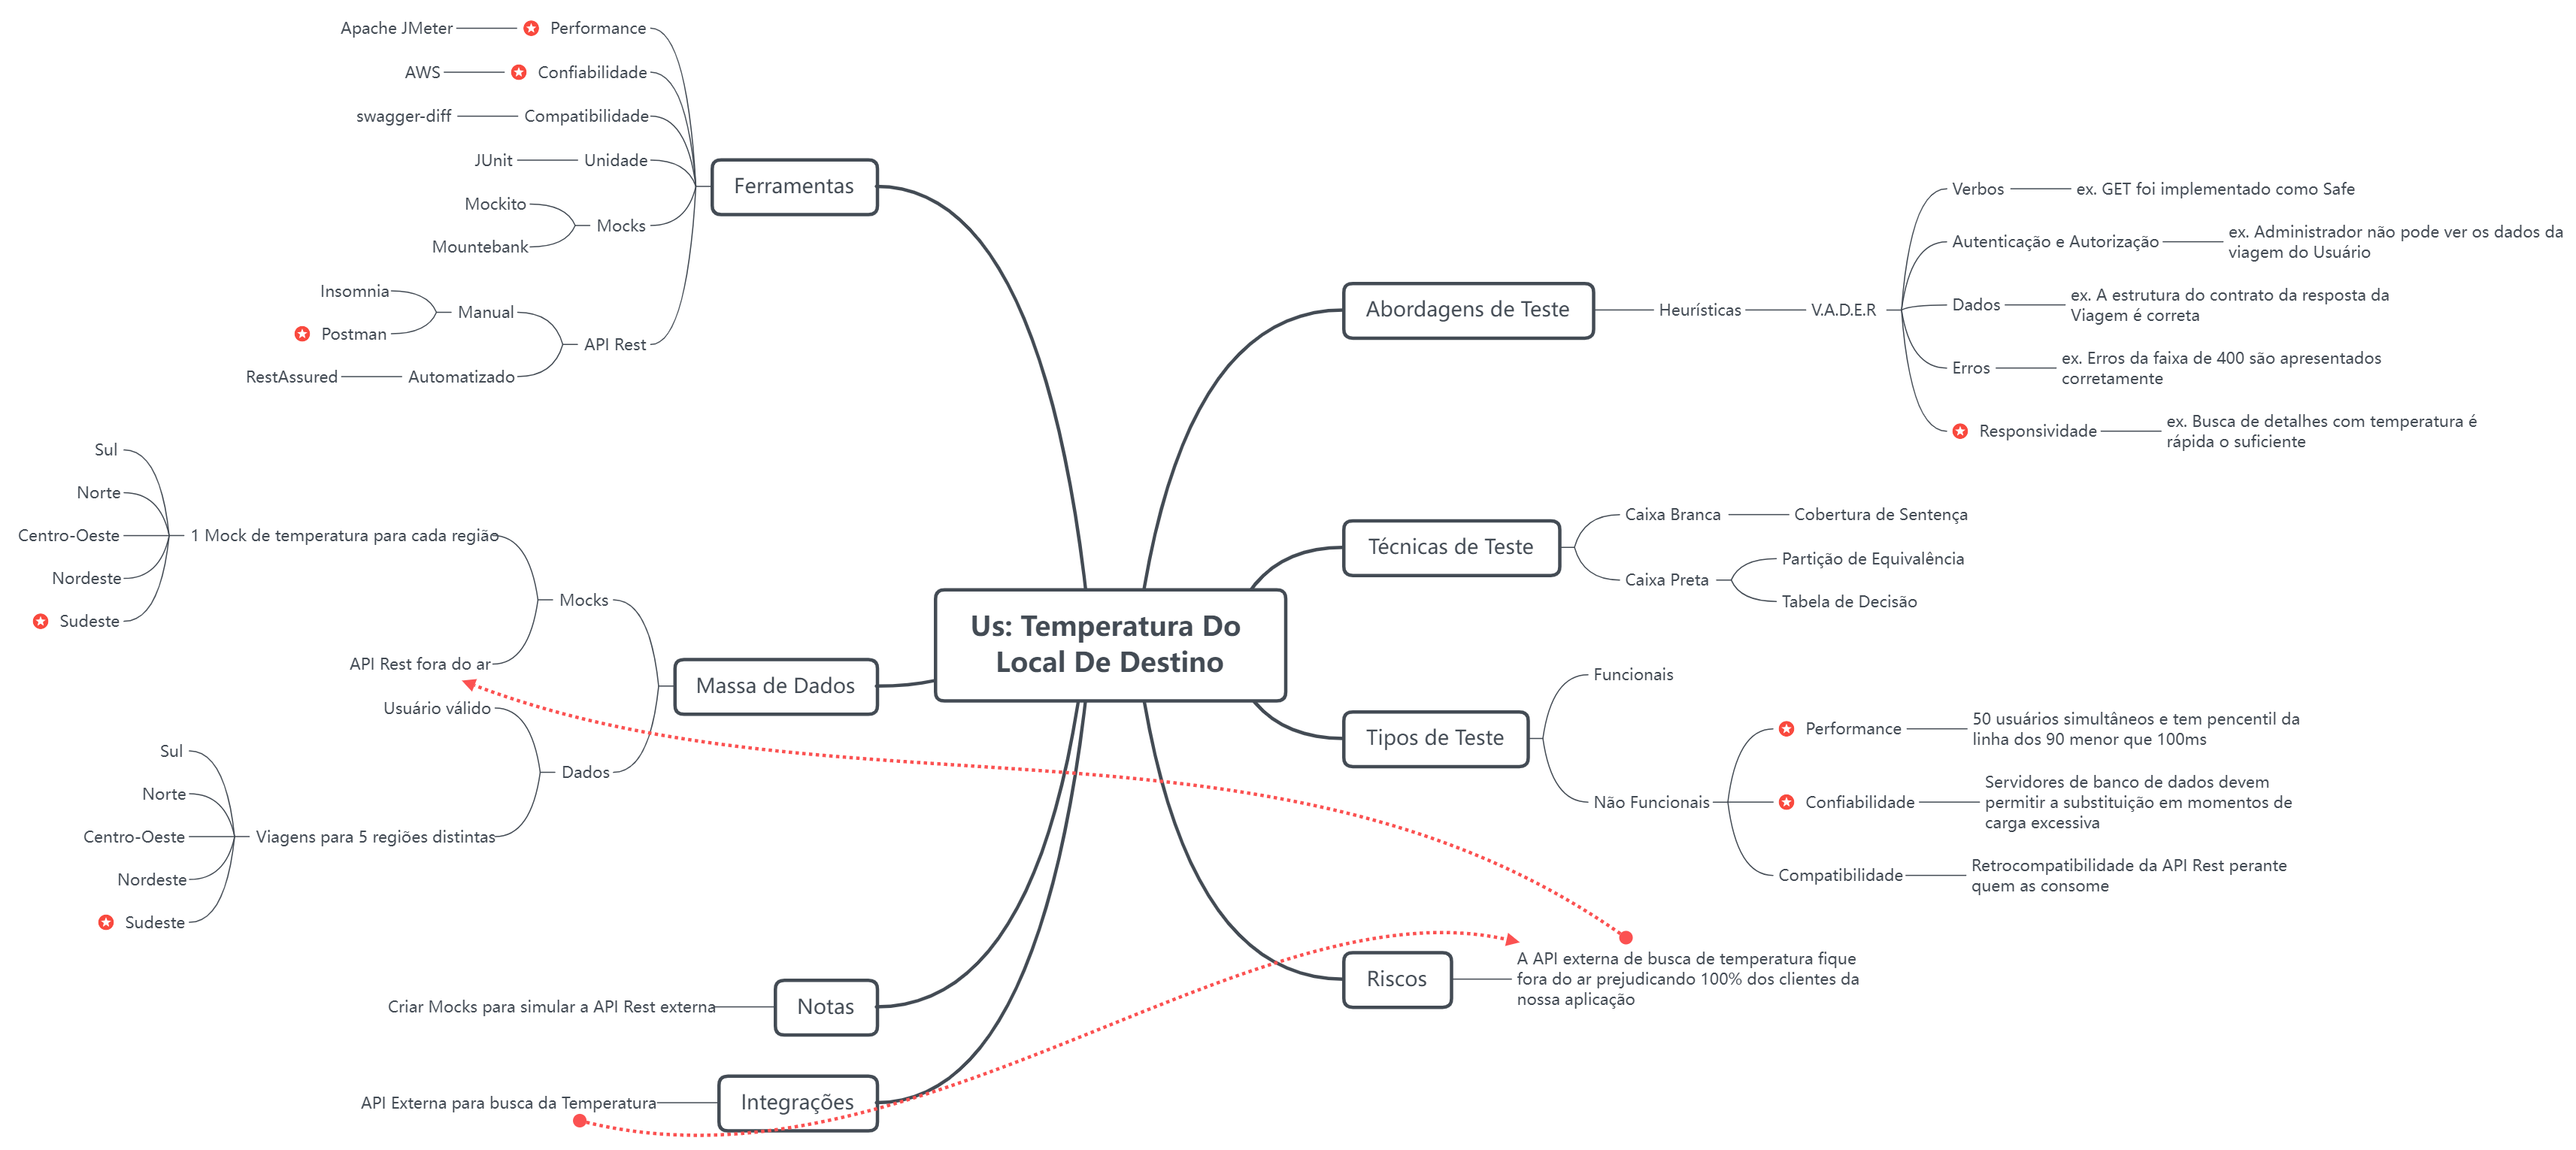 Us: Temperatura Do
Local De Destino
Ferramentas
Performance
Apache JMeter
Confiabilidade
AWS
Compatibilidade
swagger-diff
Unidade
JUnit
Mocks
Mockito
Mountebank
API Rest
Manual
Insomnia
Postman
Automatizado
RestAssured
Massa de Dados
Mocks
1 Mock de temperatura para cada região
Sul
Norte
Centro-Oeste
Nordeste
Sudeste
API Rest fora do ar
Dados
Usuário válido
Viagens para 5 regiões distintas
Sul
Norte
Centro-Oeste
Nordeste
Sudeste
Notas
Criar Mocks para simular a API Rest externa
Integrações
API Externa para busca da Temperatura
Abordagens de Teste
Heurísticas
V.A.D.E.R
Verbos
ex. GET foi implementado como Safe
Autenticação e Autorização
ex. Administrador não pode ver os dados da
viagem do Usuário
Dados
ex. A estrutura do contrato da resposta da
Viagem é correta
Erros
ex. Erros da faixa de 400 são apresentados
corretamente
Responsividade
ex. Busca de detalhes com temperatura é
rápida o suficiente
Técnicas de Teste
Caixa Branca
Cobertura de Sentença
Caixa Preta
Partição de Equivalência
Tabela de Decisão
Tipos de Teste
Funcionais
Não Funcionais
Performance
50 usuários simultâneos e tem pencentil da
linha dos 90 menor que 100ms
Confiabilidade
Servidores de banco de dados devem
permitir a substituição em momentos de
carga excessiva
Compatibilidade
Retrocompatibilidade da API Rest perante
quem as consome
Riscos
A API externa de busca de temperatura fique
fora do ar prejudicando 100% dos clientes da
nossa aplicação